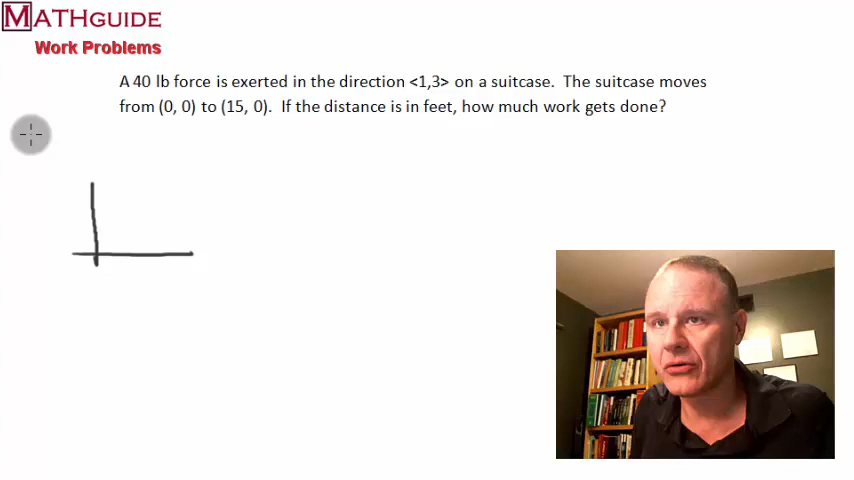 MATHGUIDE
Work Problems
A 40 lb force is exerted in the direction <1,3> on a suitcase. The suitcase moves
from (0, 0) to (15, 0). If the distance is in feet, how much work gets done?